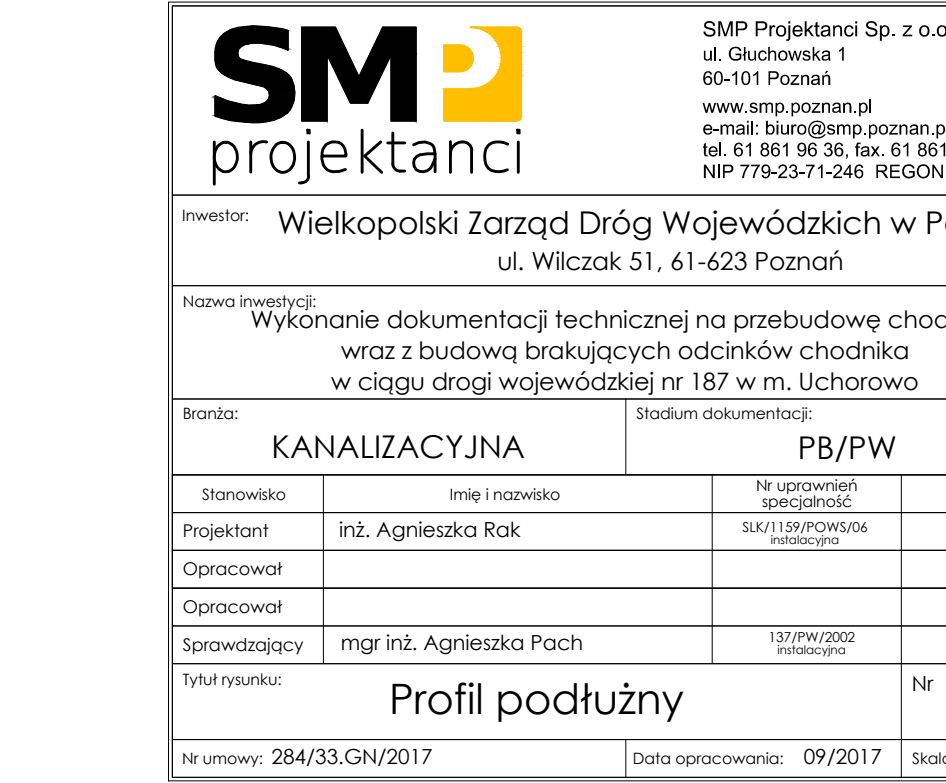 SMP
projektanci
SMP Projektanci Sp. z o.o
ul. Głuchowska 1
60-101 Poznań
www.smp.poznan.pl
e-mail: biuro@smp.poznan.p
tel. 61 861 96 36, fax. 61 861
NIP 779-23-71-246 REGON
Inwestor: Wielkopolski Zarząd Dróg Wojewódzkich w Po
ul. Wilczak 51, 61-623 Poznań
Nazwa inwestycji:
Wykonanie dokumentacji technicznej na przebudowę chod
wraz z budową brakujących odcinków chodnika
w ciągu drogi wojewódzkiej nr 187 w m. Uchorowo
Branża: Stadium dokumentacji:
KANALIZACYJNA PB/PW
Stanowisko Imię i nazwisko Nr uprawnień
specjalność
Projektant inż. Agnieszka Rak SLK/1159/POWS/06
instalacyjna
Opracował
Opracował
Sprawdzający mgr inż. Agnieszka Pach 137/PW/2002
instalacyjna
Tytuł rysunku: Nr
Profil podłużny
Nr umowy: 284/33.GN/2017 Data opracowania: 09/2017 Skala